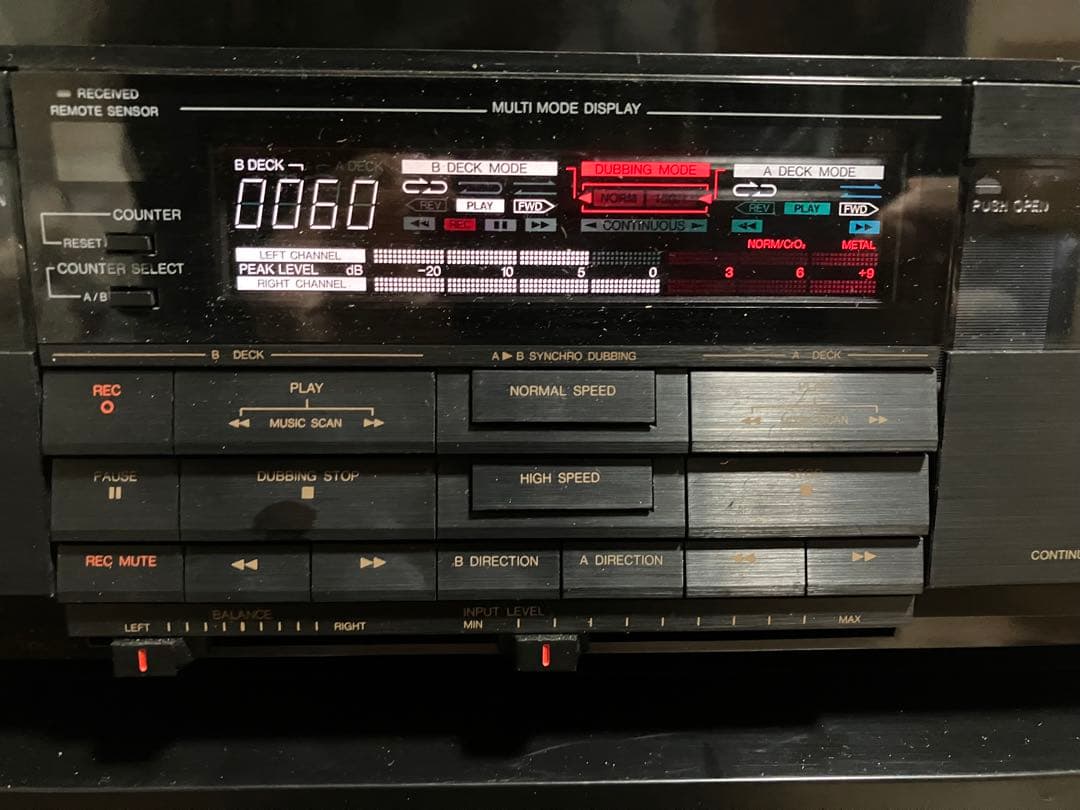 RECEIVED
REMOTE SENSOR
MULTI MODE DISPLAY
B DECK A DECK
B DECK MODE
DUBBING MODE
A DECK MODE
0060
NORM
REV PLAY FWD
REV PLAY FWD
REC
CONTINUOUS
COUNTER
RESET
COUNTER SELECT
A/B
PUSH OPEN
NORM/CrO₂ METAL
LEFT CHANNEL
PEAK LEVEL dB -20 10 5 0 3 6 +9
RIGHT CHANNEL
B DECK
A▶B SYNCHRO DUBBING
A DECK
REC
PLAY
◀◀ MUSIC SCAN ▶▶
NORMAL SPEED
SCAN
PAUSE
DUBBING STOP
HIGH SPEED
STOP
REC MUTE
B DIRECTION
A DIRECTION
CONTINU
BALANCE
LEFT RIGHT
INPUT LEVEL
MIN MAX